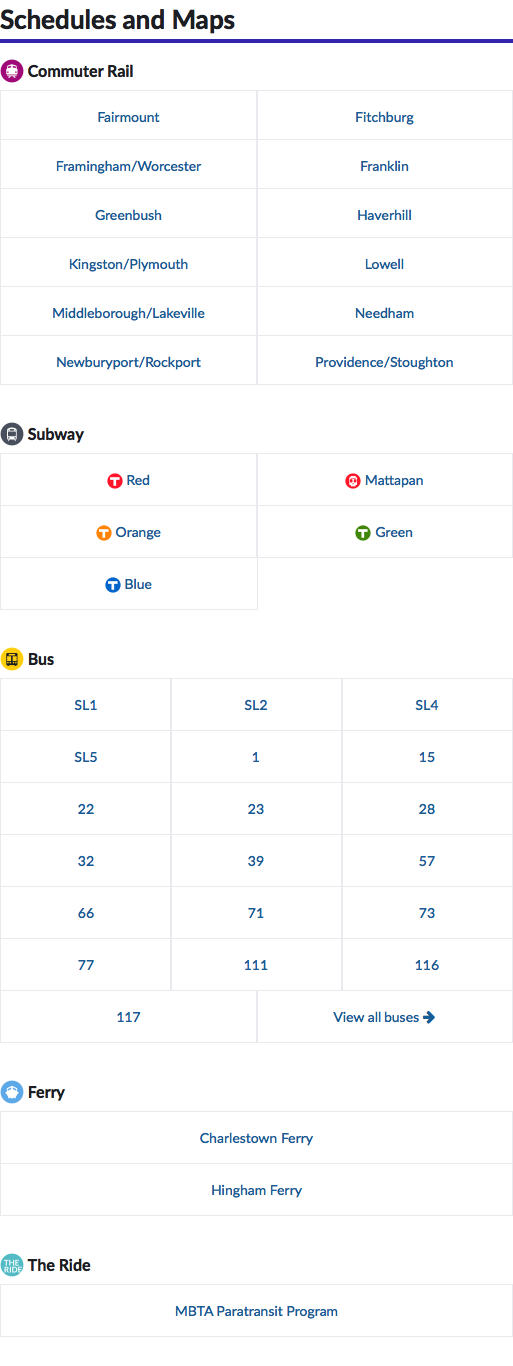 Schedules and Maps
Commuter Rail
Fairmount Fitchburg
Framingham/Worcester Franklin
Greenbush Haverhill
Kingston/Plymouth Lowell
Middleborough/Lakeville Needham
Newburyport/Rockport Providence/Stoughton
Subway
T Red Mattapan
T Orange T Green
T Blue
Bus
SL1 SL2 SL4
SL5 1 15
22 23 28
32 39 57
66 71 73
77 111 116
117 View all buses
Ferry
Charlestown Ferry
Hingham Ferry
THE RIDE The Ride
MBTA Paratransit Program